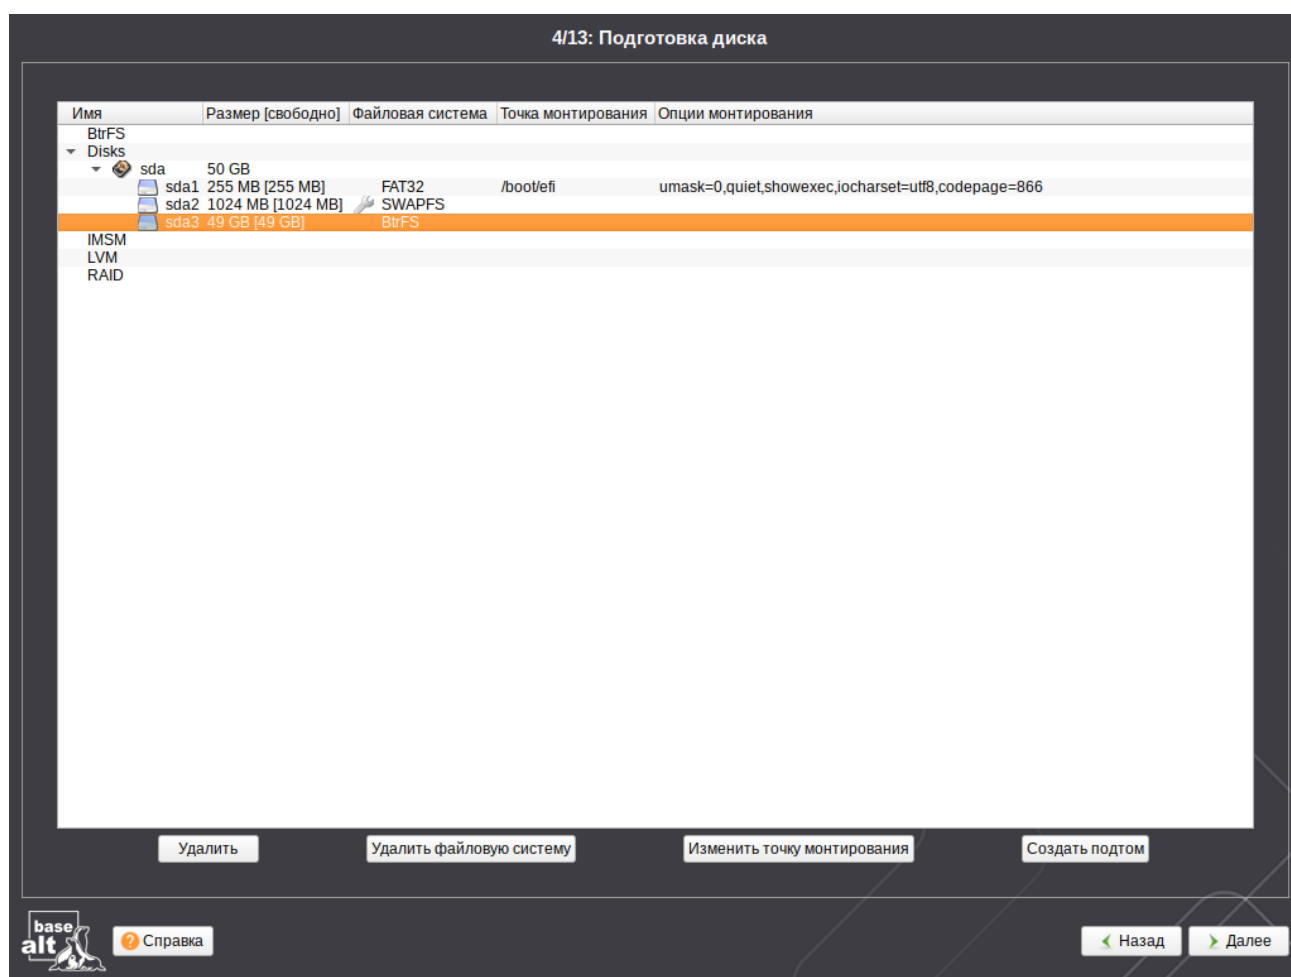 4/13: Подготовка диска
Имя Размер [свободно] Файловая система Точка монтирования Опции монтирования
BtrFS
Disks
sda 50 GB
sda1 255 MB [255 MB] FAT32 /boot/efi umask=0,quiet,showexec,iocharset=utf8,codepage=866
sda2 1024 MB [1024 MB] SWAPFS
sda3 49 GB [49 GB] BtrFS
IMSM
LVM
RAID
Удалить Удалить файловую систему Изменить точку монтирования Создать подтом
base
alt
Справка Назад Далее